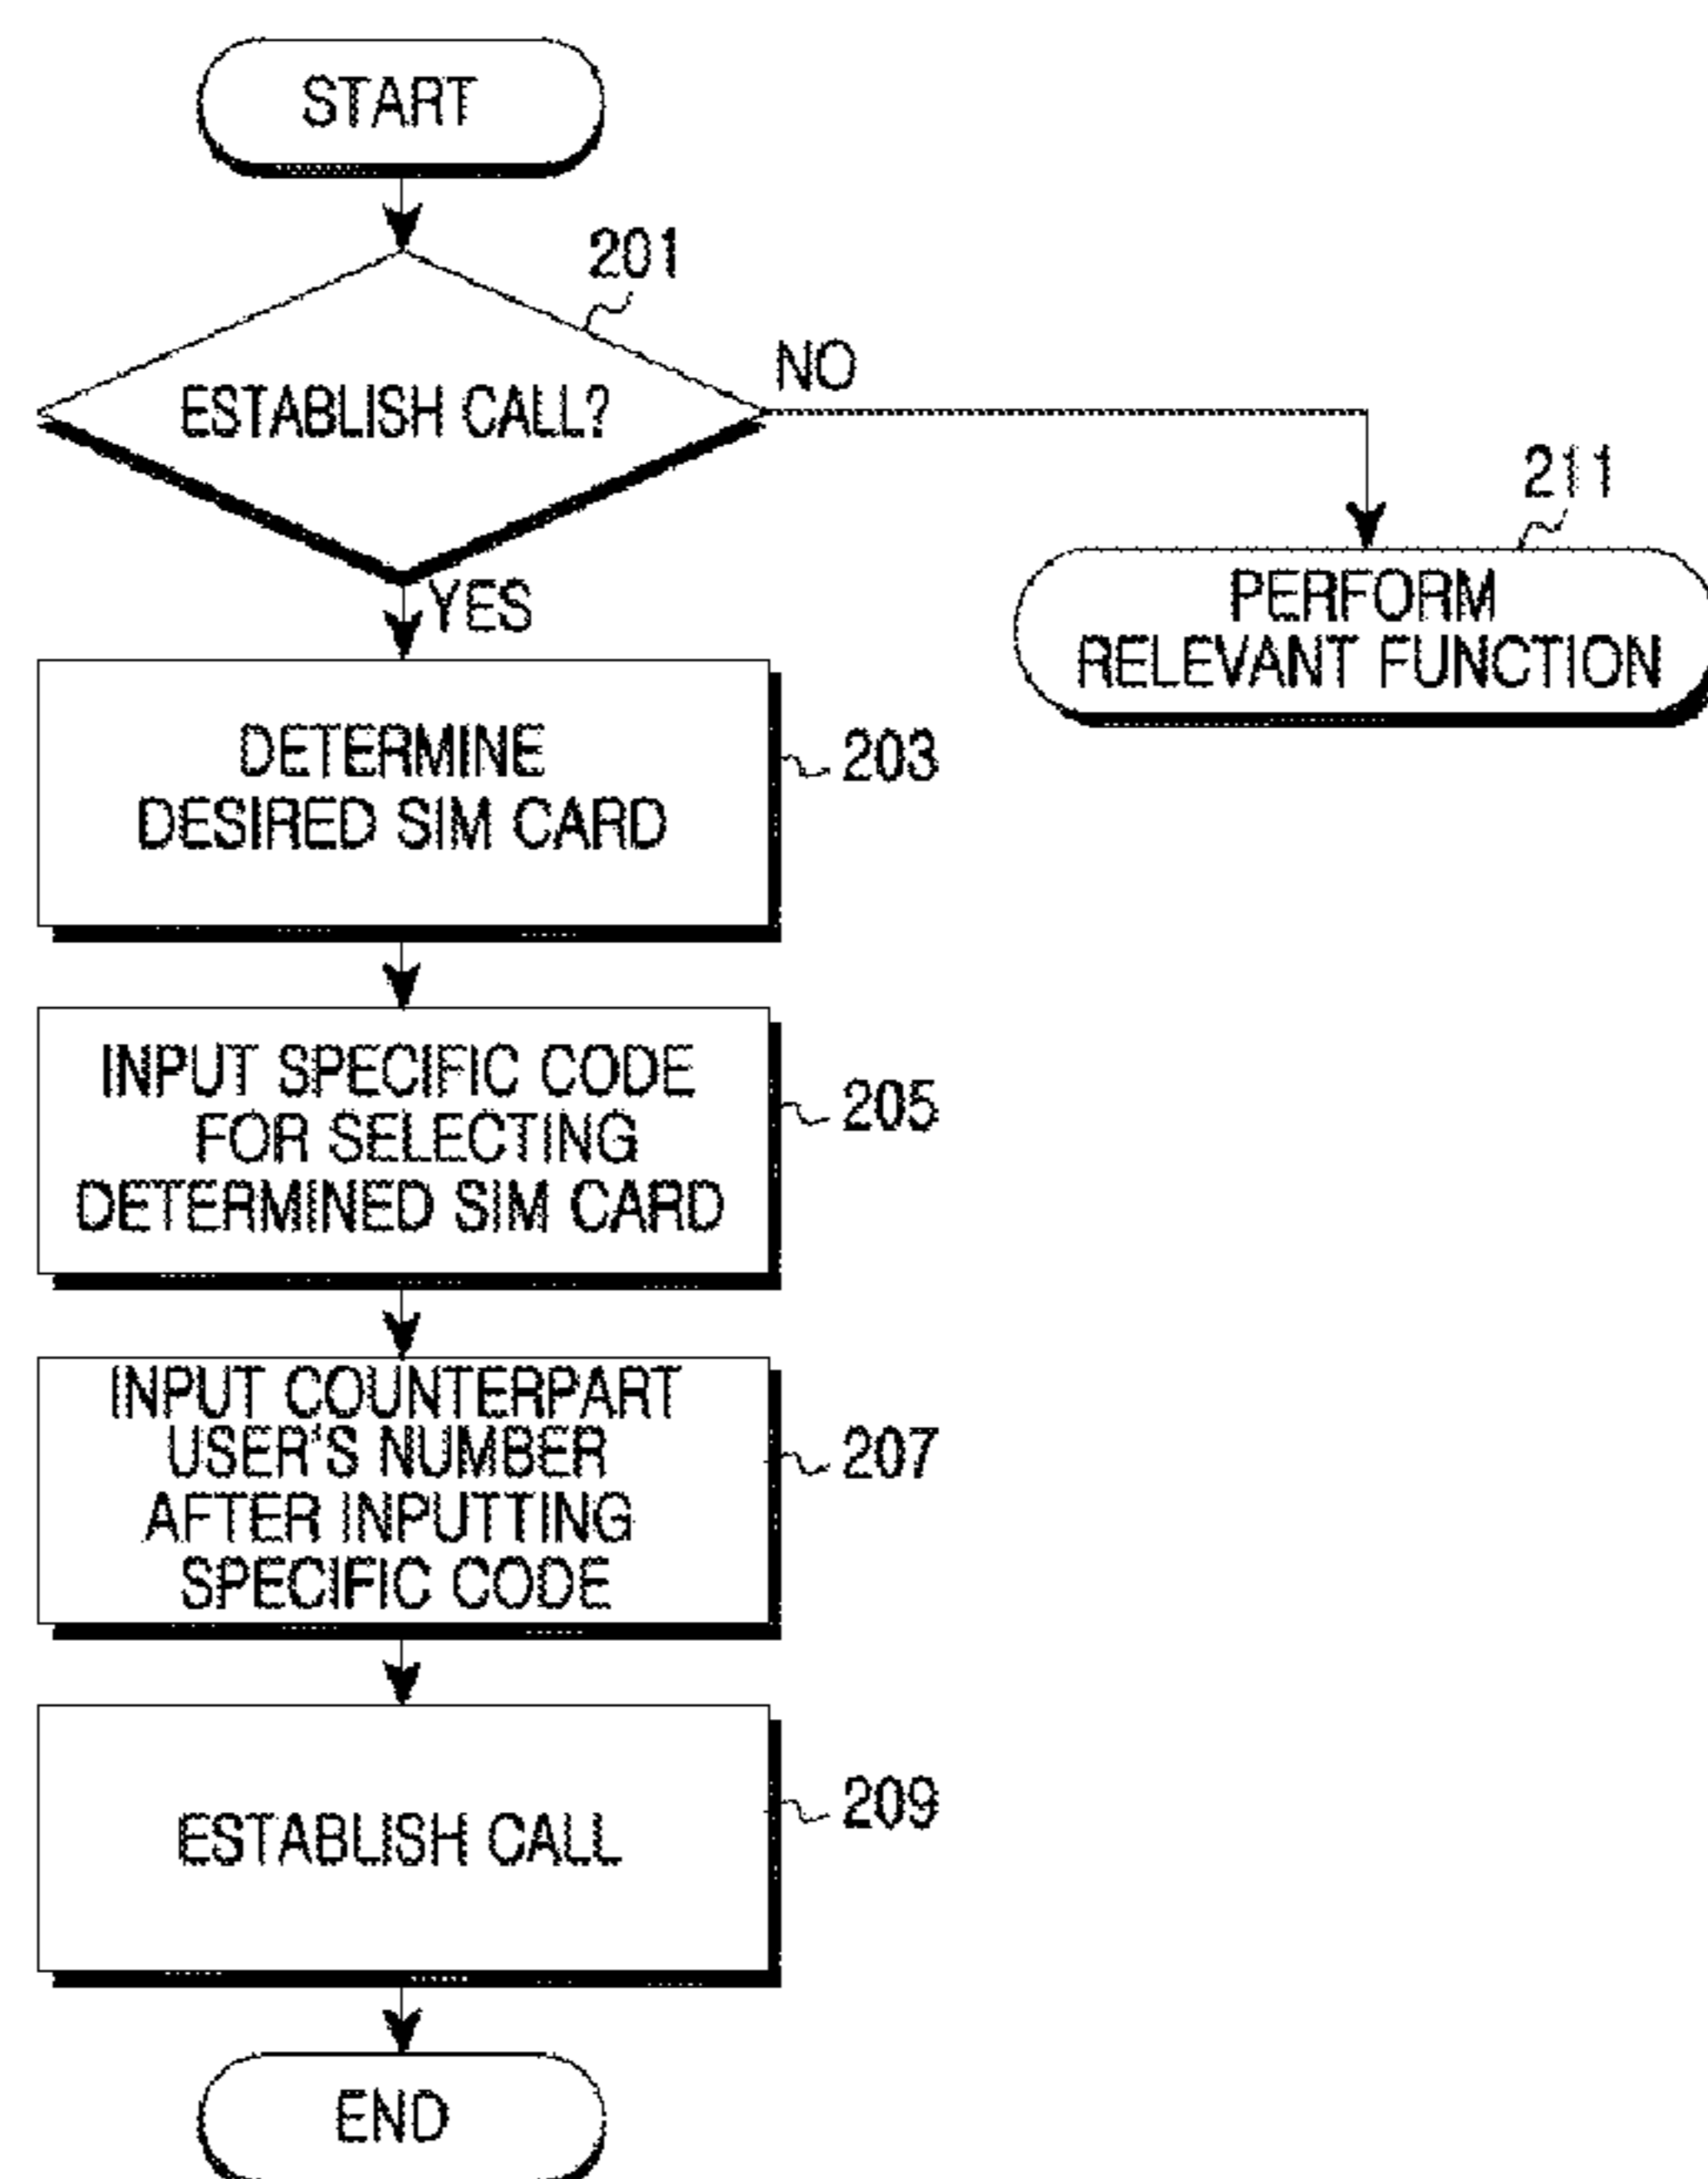 START
201
ESTABLISH CALL?
NO
211
PERFORM
RELEVANT FUNCTION
YES
DETERMINE
DESIRED SIM CARD
203
INPUT SPECIFIC CODE
FOR SELECTING
DETERMINED SIM CARD
205
INPUT COUNTERPART
USER'S NUMBER
AFTER INPUTTING
SPECIFIC CODE
207
ESTABLISH CALL
209
END